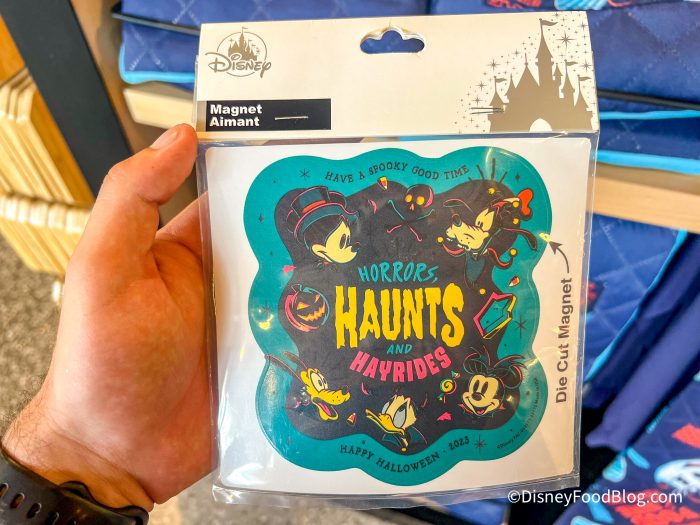 Disney
Magnet
Aimant
HAVE A SPOOKY GOOD TIME
HORRORS,
HAUNTS
AND
HAYRIDES
HAPPY HALLOWEEN • 2023
Die Cut Magnet
©DisneyFoodBlog.com